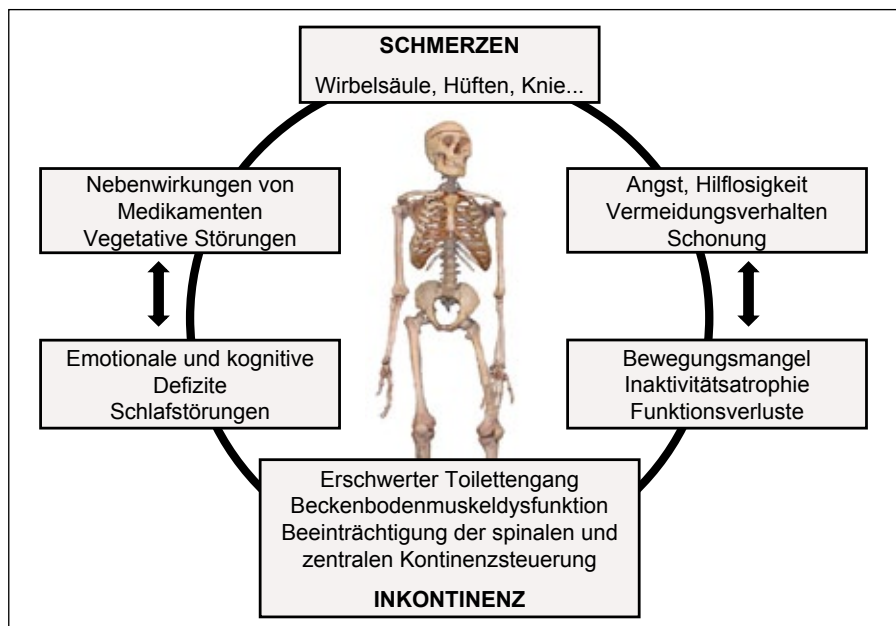 SCHMERZEN
Wirbelsäule, Hüften, Knie...
Nebenwirkungen von
Medikamenten
Vegetative Störungen
Angst, Hilflosigkeit
Vermeidungsverhalten
Schonung
Emotionale und kognitive
Defizite
Schlafstörungen
Bewegungsmangel
Inaktivitätsatrophie
Funktionsverluste
Erschwerter Toilettengang
Beckenbodenmuskeldysfunktion
Beeinträchtigung der spinalen und
zentralen Kontinenzsteuerung
INKONTINENZ